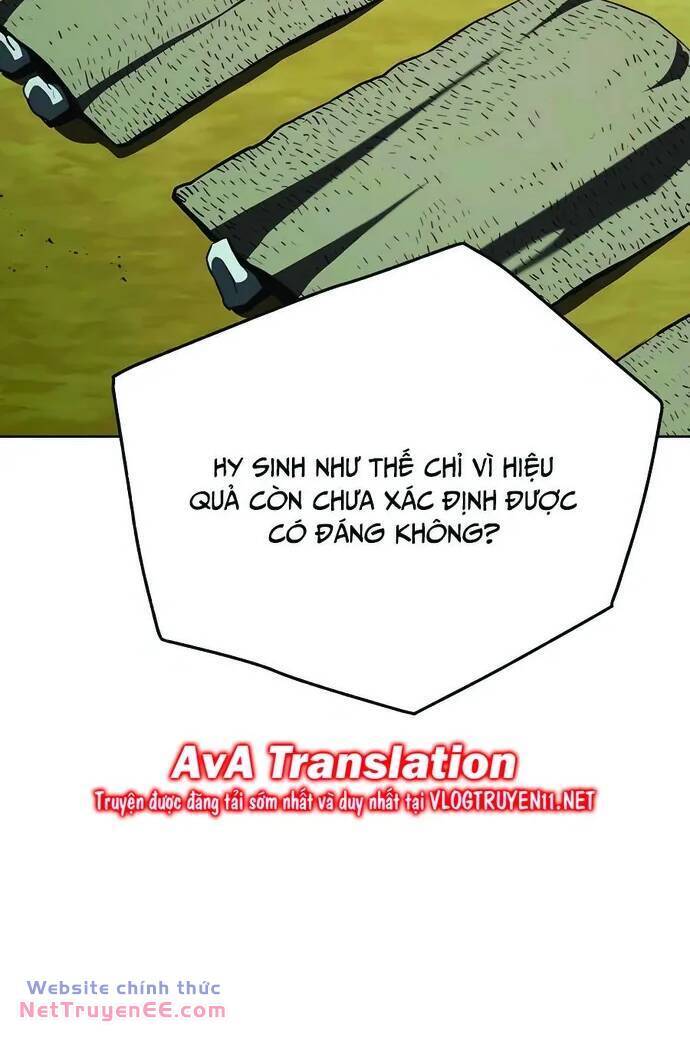 HY SINH NHƯ THẾ CHỈ VÌ HIỆU
QUẢ CÒN CHƯA XÁC ĐỊNH ĐƯỢC
CÓ ĐÁNG KHÔNG?
AvA Translation
Truyện được đăng tải sớm nhất và duy nhất tại VLOGTRUYEN11.NET
Website chính thức
NetTruyenEE.com